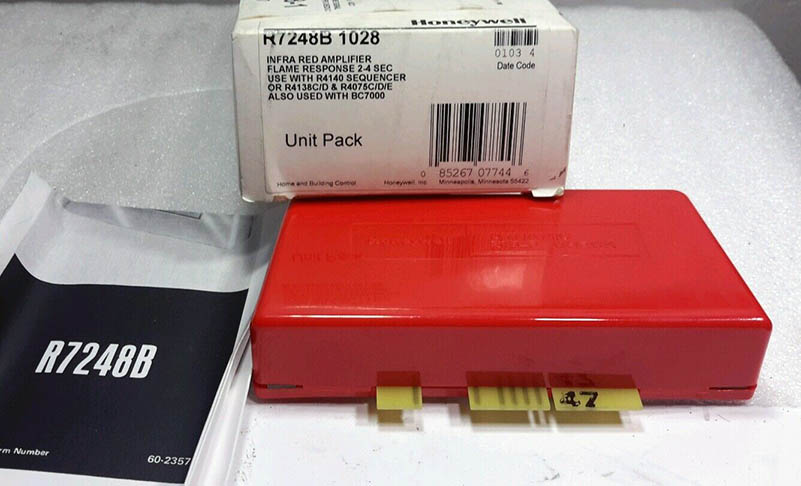 Honeywell
R7248B 1028
INFRA RED AMPLIFIER
FLAME RESPONSE 2-4 SEC
USE WITH R4140 SEQUENCER
OR R4138C/D & R4075C/D/E
ALSO USED WITH BC7000
0103 4
Date Code
Unit Pack
0 85267 07744 6
Home and Building Control
Honeywell Inc
Minneapolis, Minnesota 55422
R7248B
rm Number
60-2357
47